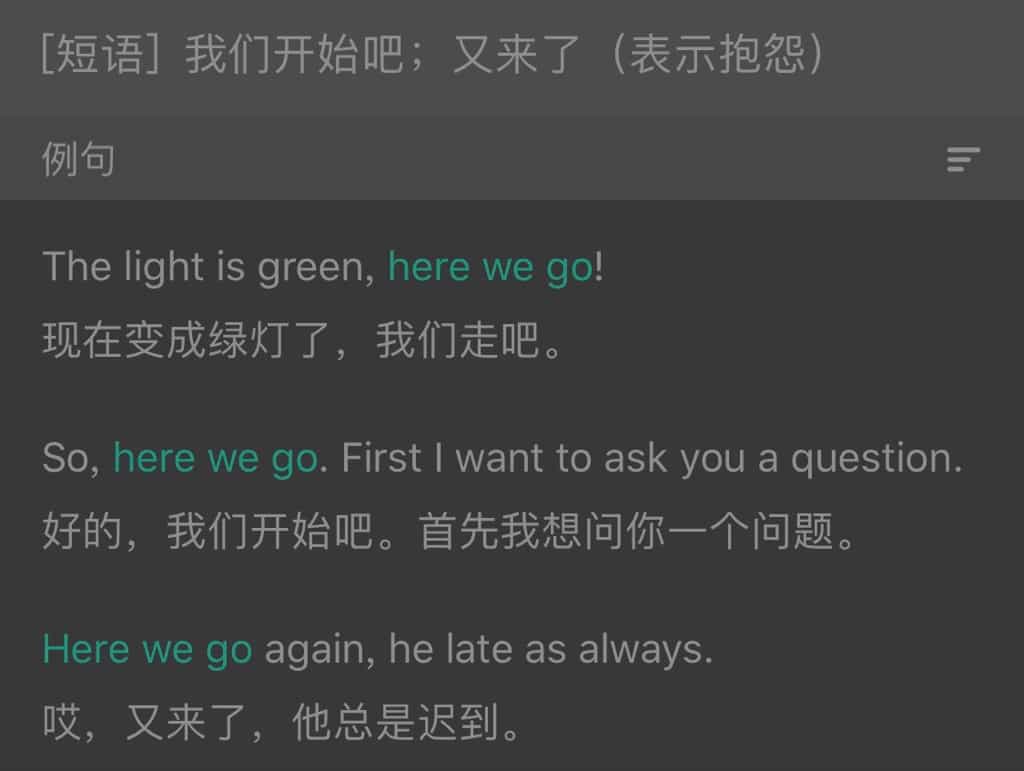 [短语] 我们开始吧；又来了（表示抱怨）
例句
The light is green, here we go!
现在变成绿灯了，我们走吧。
So, here we go. First I want to ask you a question.
好的，我们开始吧。首先我想问你一个问题。
Here we go again, he late as always.
哎，又来了，他总是迟到。